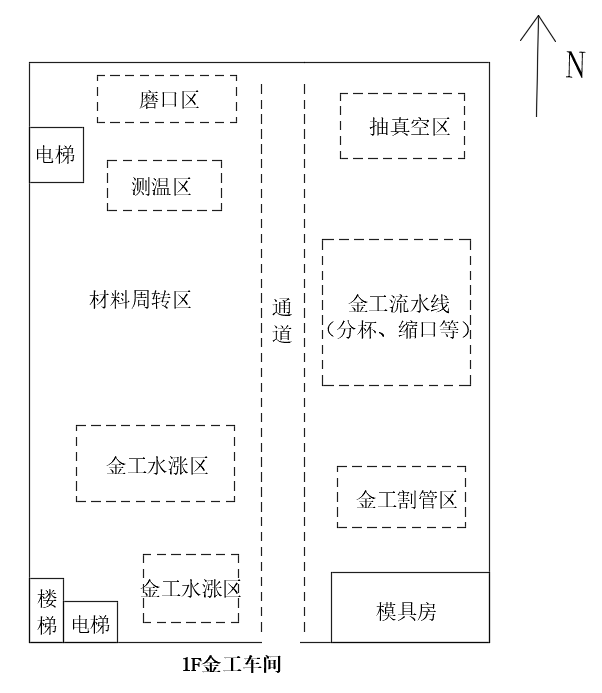 N
磨口区
抽真空区
电梯
测温区
材料周转区
通
道
金工流水线
（分杯、缩口等）
金工水涨区
金工割管区
金工水涨区
楼
梯
电梯
模具房
1F金工车间